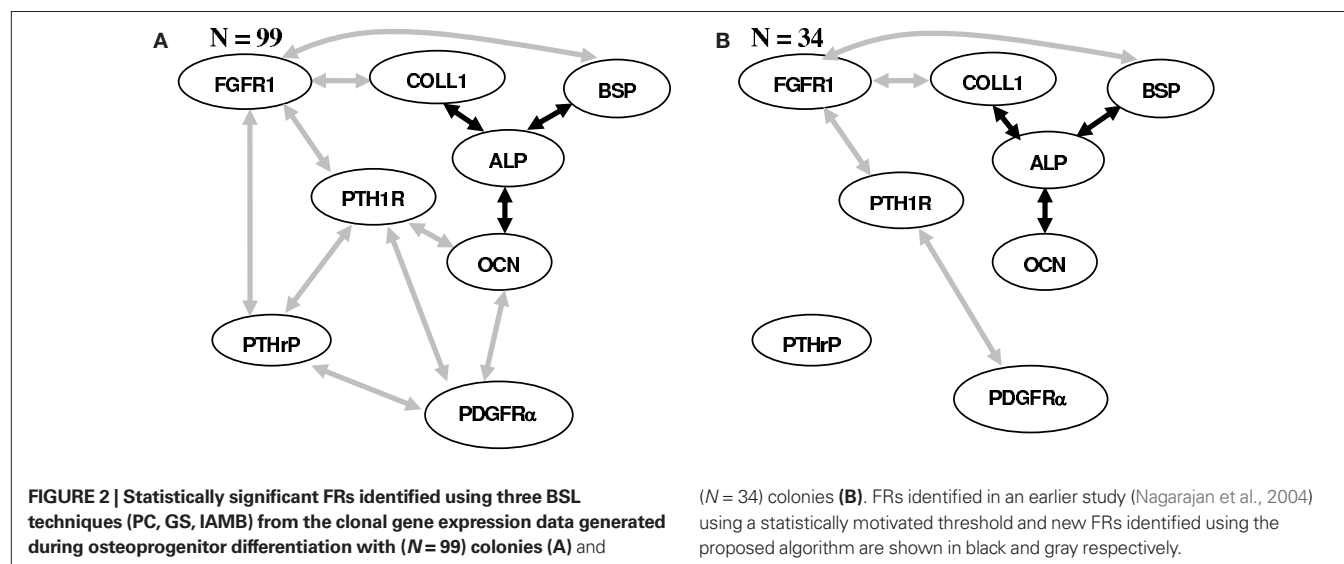 A N = 99
FGFR1
COLL1
BSP
ALP
PTH1R
OCN
PTHrP
PDGFRα
B N = 34
FGFR1
COLL1
BSP
ALP
PTH1R
OCN
PTHrP
PDGFRα
FIGURE 2 | Statistically significant FRs identified using three BSL
techniques (PC, GS, IAMB) from the clonal gene expression data generated
during osteoprogenitor differentiation with (N = 99) colonies (A) and
(N = 34) colonies (B). FRs identified in an earlier study (Nagarajan et al., 2004)
using a statistically motivated threshold and new FRs identified using the
proposed algorithm are shown in black and gray respectively.